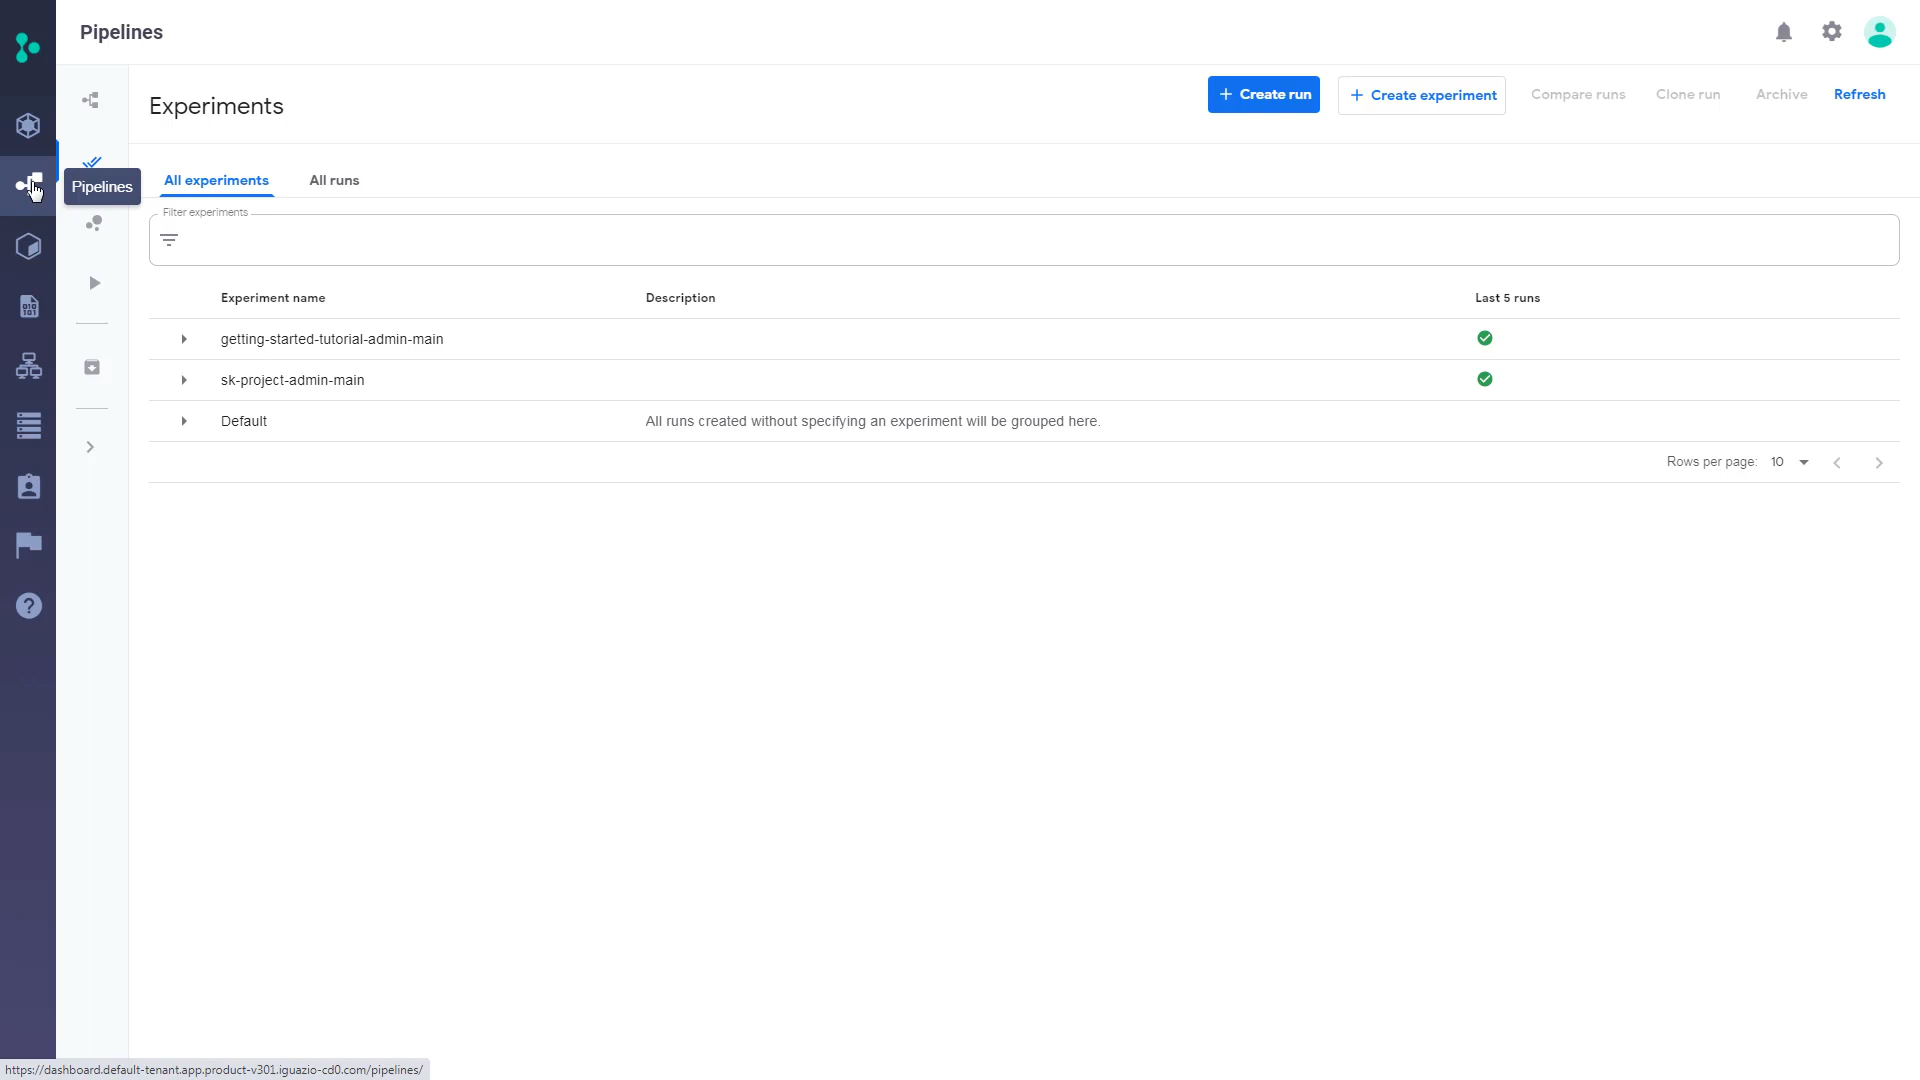 Pipelines
Experiments
Create run
Create experiment
Compare runs
Clone run
Archive
Refresh
Pipelines
All experiments
All runs
Filter experiments
Experiment name
Description
Last 5 runs
getting-started-tutorial-admin-main
sk-project-admin-main
Default
All runs created without specifying an experiment will be grouped here.
Rows per page: 10
https://dashboard.default-tenant.app.product-v301.iguazio-cd0.com/pipelines/